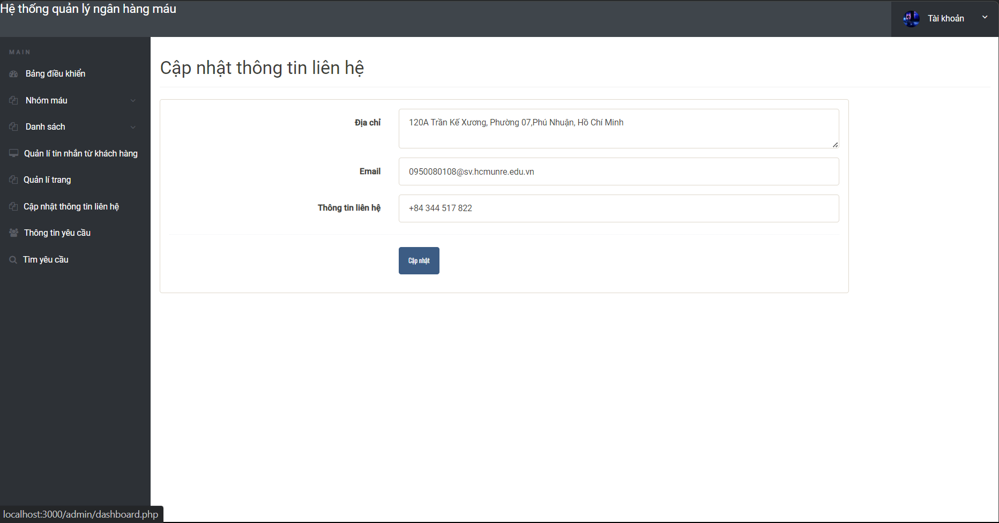 Hệ thống quản lý ngân hàng máu
Tài khoản
MAIN
Bảng điều khiển
Nhóm máu
Danh sách
Quản lí tin nhắn từ khách hàng
Quản lí trang
Cập nhật thông tin liên hệ
Thông tin yêu cầu
Tìm yêu cầu
Cập nhật thông tin liên hệ
Địa chỉ
120A Trần Kế Xương, Phường 07,Phú Nhuận, Hồ Chí Minh
Email
0950080108@sv.hcmunre.edu.vn
Thông tin liên hệ
+84 344 517 822
Cập nhật
localhost:3000/admin/dashboard.php